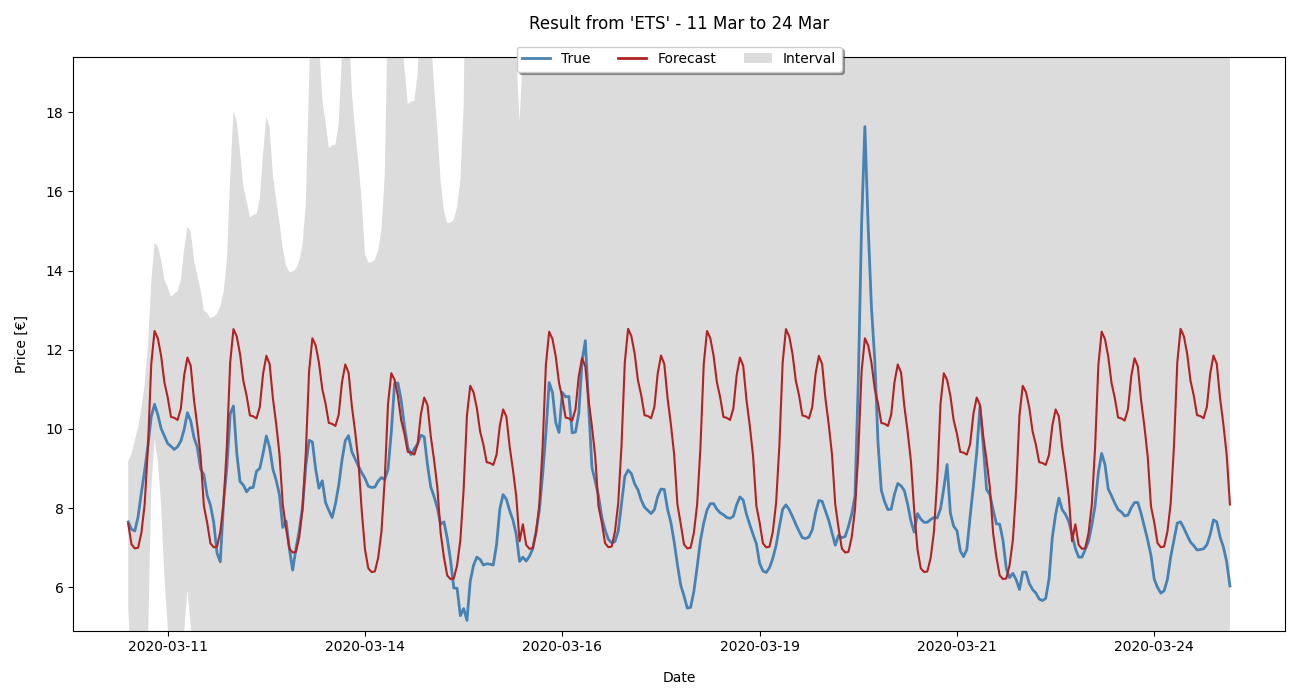 Result from 'ETS' - 11 Mar to 24 Mar
True Forecast Interval
Price [€]
18
16
14
12
10
8
6
2020-03-11 2020-03-14 2020-03-16 2020-03-19 2020-03-21 2020-03-24
Date